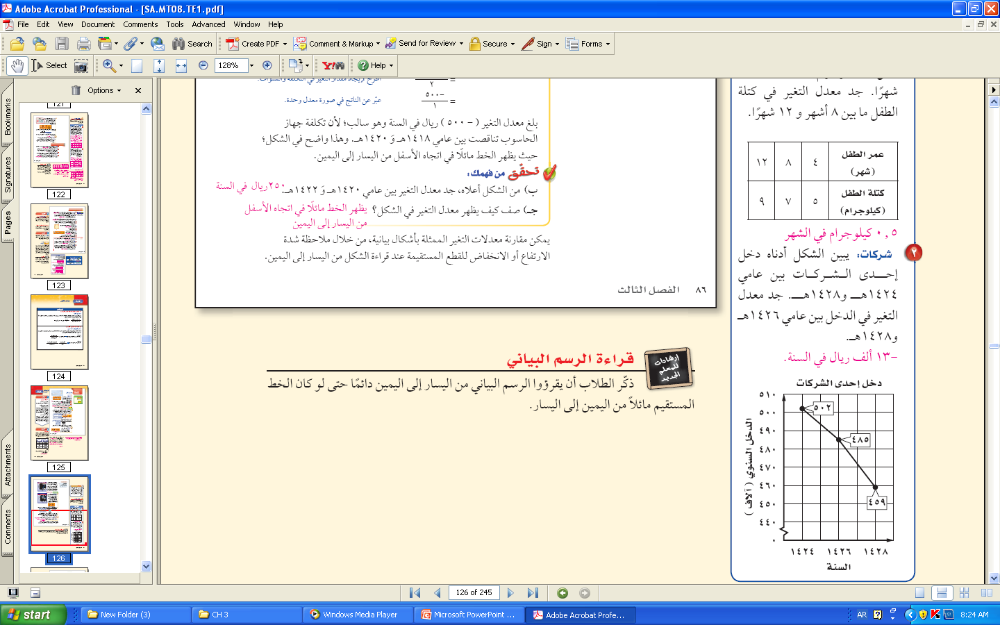 Adobe Acrobat Professional - [SA.MT08.TE1.pdf]
File Edit View Document Comments Tools Advanced Window Help
Search Create PDF Comment & Markup Send for Review Secure Sign Forms
Select 128% Help
Options
Bookmarks
Signatures
Pages
Attachments
Comments
121
122
123
124
125
126
= ٢
= -٥٠٠ / ١ عبّر عن الناتج في صورة معدل وحدة.
بلغ معدل التغير ( - ٥٠٠ ) ريال في السنة وهو سالب؛ لأن تكلفة جهاز
الحاسوب تناقصت بين عامي ١٤١٨هـ وَ ١٤٢٠هـ. وهذا واضح في الشكل؛
حيث يظهر الخط مائلًا في اتجاه الأسفل من اليسار إلى اليمين.
تحقّق من فهمك:
ب) من الشكل أعلاه، جد معدل التغير بين عامي ١٤٢٠هـ وَ ١٤٢٢هـ. ٢٥٠ريال في السنة
جـ) صف كيف يظهر معدل التغير في الشكل؟ يظهر الخط مائلًا في اتجاه الأسفل
من اليسار إلى اليمين
يمكن مقارنة معدلات التغير الممثلة بأشكال بيانية، من خلال ملاحظة شدة
الارتفاع أو الانخفاض للقطع المستقيمة عند قراءة الشكل من اليسار إلى اليمين.
٨٦ الفصل الثالث
إرشادات
للمعلم
الجديد
قراءة الرسم البياني
ذكّر الطلاب أن يقرؤوا الرسم البياني من اليسار إلى اليمين دائمًا حتى لو كان الخط
المستقيم مائلاً من اليمين إلى اليسار.
شهرًا. جد معدل التغير في كتلة
الطفل ما بين ٨ أشهر و ١٢ شهرًا.
عمر الطفل (شهر) ٤ ٨ ١٢
كتلة الطفل (كيلوجرام) ٥ ٧ ٩
٠,٥ كيلوجرام في الشهر
٢ شركات: يبين الشكل أدناه دخل
إحدى الشركات بين عامي
١٤٢٤هـ و١٤٢٨هـ. جد معدل
التغير في الدخل بين عامي ١٤٢٦هـ
و١٤٢٨هـ.
-١٣ ألف ريال في السنة.
دخل إحدى الشركات
الدخل السنوي ( آلاف )
٥١٠
٥٠٠
٤٩٠
٤٨٠
٤٧٠
٤٦٠
٤٥٠
٤٤٠
٠
٥٠٢
٤٨٥
٤٥٩
١٤٢٤ ١٤٢٦ ١٤٢٨
السنة
126 of 245
start New Folder (3) CH 3 Windows Media Player Microsoft PowerPoint ... Adobe Acrobat Profe... AR 8:24 AM